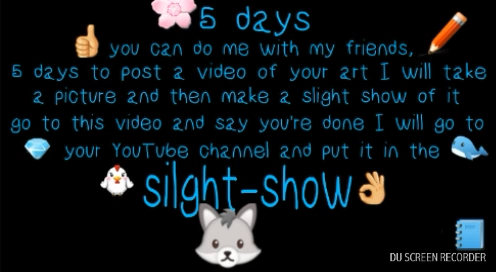 5 days
you can do me with my friends,
5 days to post a video of your art I will take
a picture and then make a slight show of it
go to this video and say you're done I will go to
your YouTube channel and put it in the
silght-show
DU SCREEN RECORDER